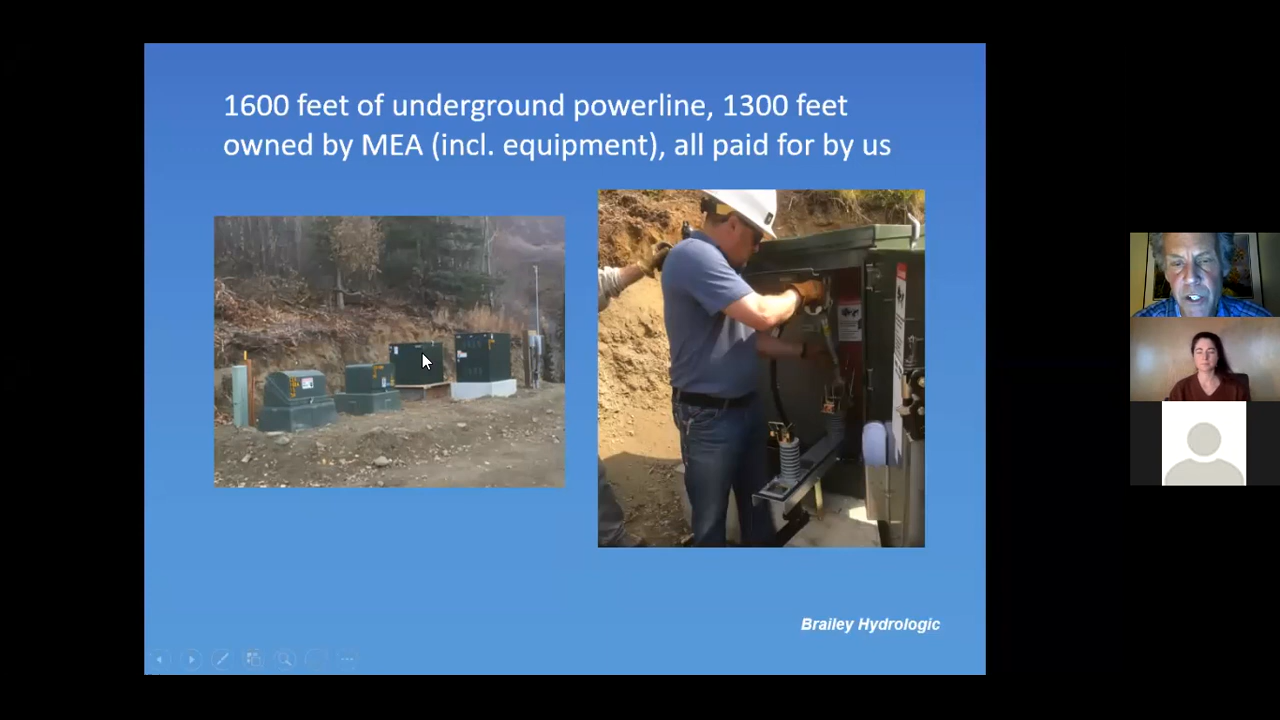 1600 feet of underground powerline, 1300 feet
owned by MEA (incl. equipment), all paid for by us
Brailey Hydrologic